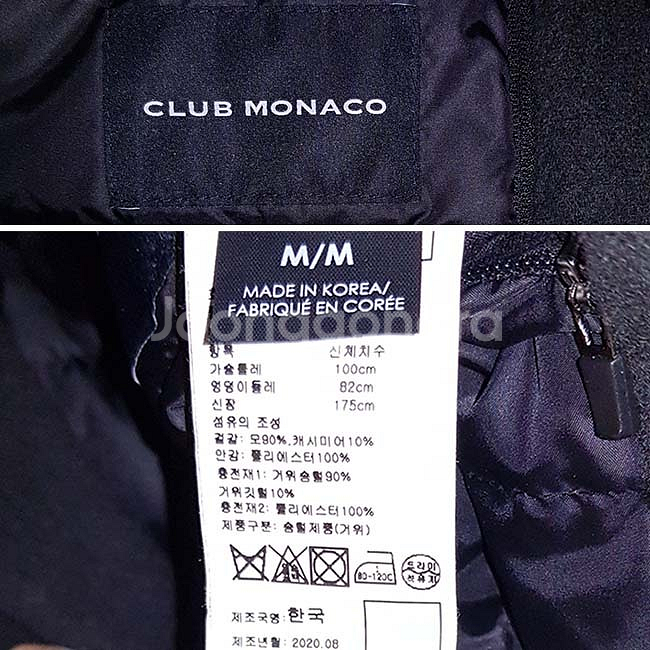 CLUB MONACO
M/M
MADE IN KOREA/
FABRIQUÉ EN CORÉE
Joonggonara
항목 신체치수
가슴둘레 100cm
엉덩이둘레 82cm
신장 175cm
섬유의 조성
겉감: 모90%,캐시미어10%
안감: 폴리에스터100%
충전재1: 거위솜털90%
거위깃털10%
충전재2: 폴리에스터100%
제품구분: 솜털제품(거위)
80-120C
드라이
석유계
제조국명: 한국
제조년월: 2020.08